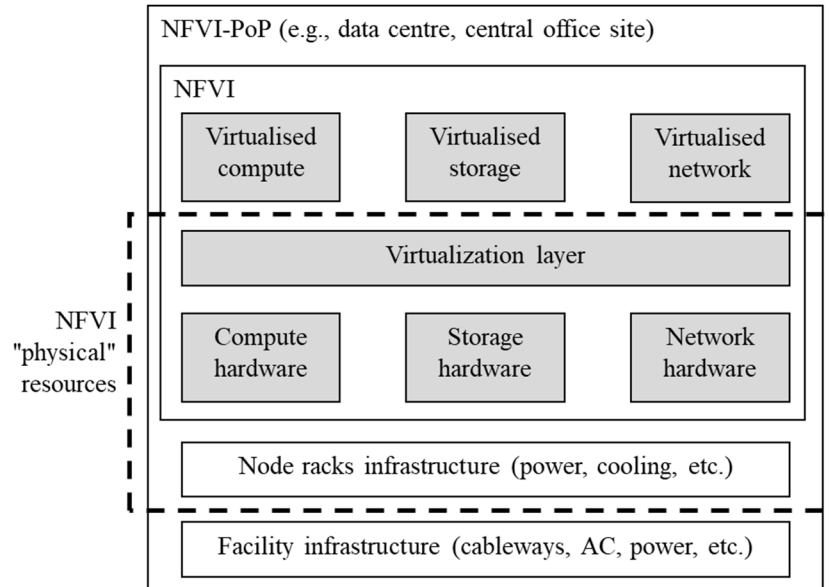 NFVI-PoP (e.g., data centre, central office site)
NFVI
Virtualised
compute
Virtualised
storage
Virtualised
network
Virtualization layer
NFVI
"physical"
resources
Compute
hardware
Storage
hardware
Network
hardware
Node racks infrastructure (power, cooling, etc.)
Facility infrastructure (cableways, AC, power, etc.)